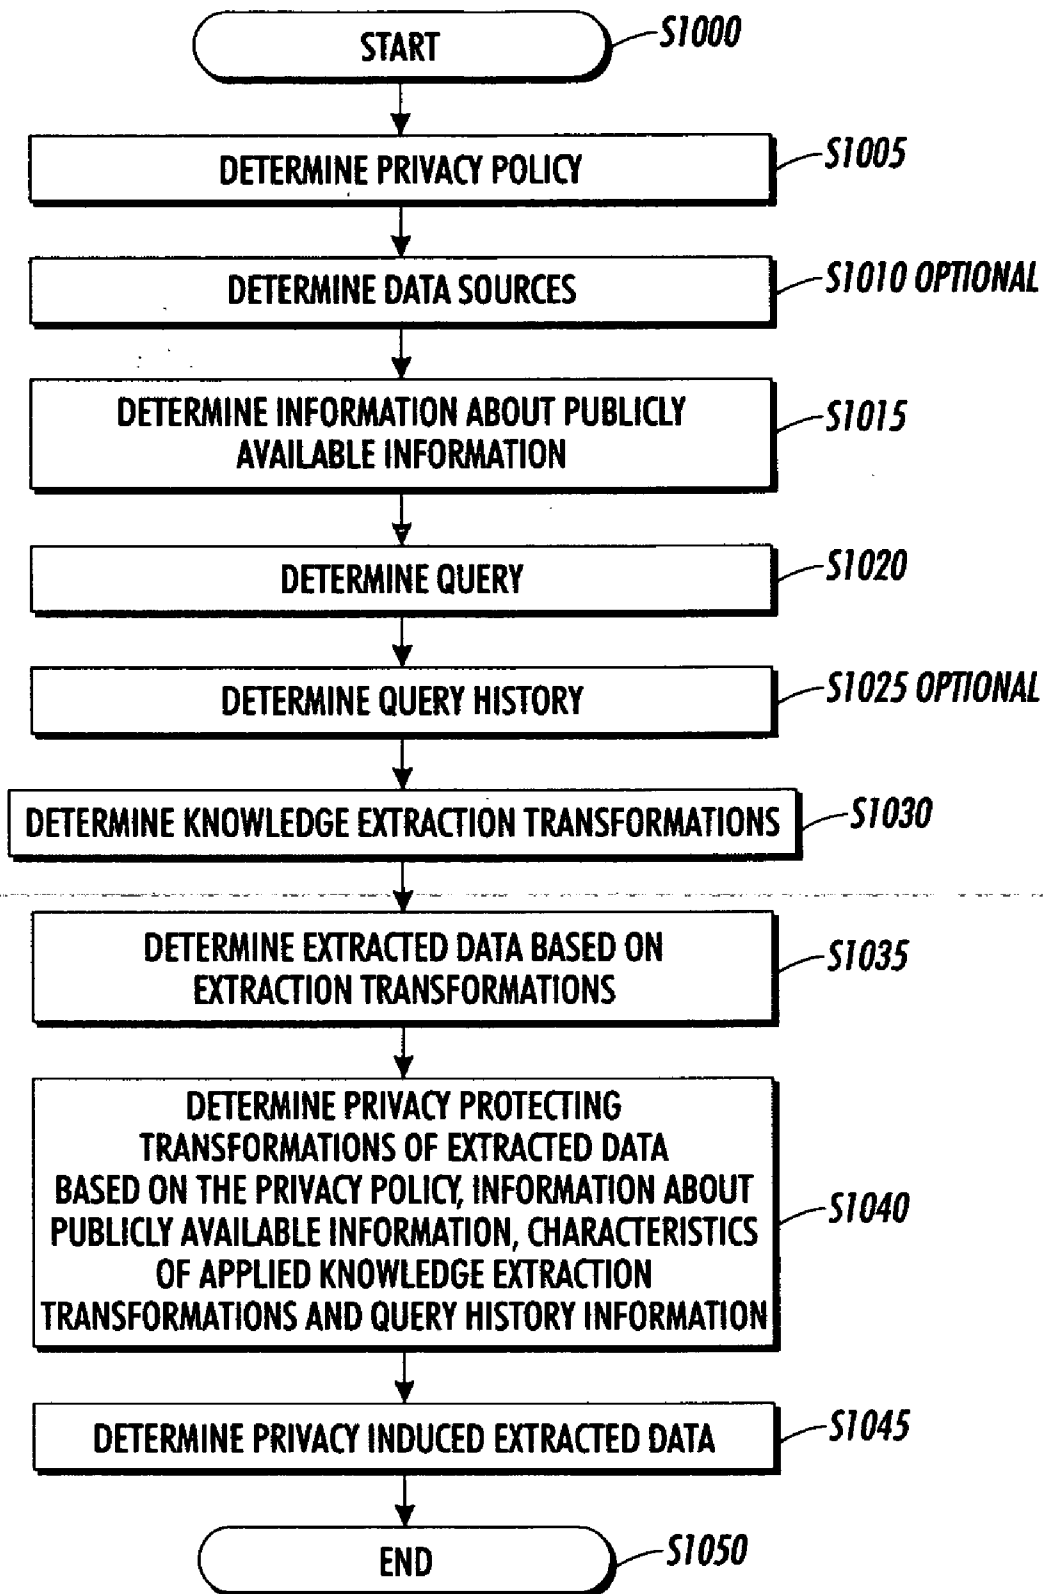 START
S1000
DETERMINE PRIVACY POLICY
S1005
DETERMINE DATA SOURCES
S1010 OPTIONAL
DETERMINE INFORMATION ABOUT PUBLICLY
AVAILABLE INFORMATION
S1015
DETERMINE QUERY
S1020
DETERMINE QUERY HISTORY
S1025 OPTIONAL
DETERMINE KNOWLEDGE EXTRACTION TRANSFORMATIONS
S1030
DETERMINE EXTRACTED DATA BASED ON
EXTRACTION TRANSFORMATIONS
S1035
DETERMINE PRIVACY PROTECTING
TRANSFORMATIONS OF EXTRACTED DATA
BASED ON THE PRIVACY POLICY, INFORMATION ABOUT
PUBLICLY AVAILABLE INFORMATION, CHARACTERISTICS
OF APPLIED KNOWLEDGE EXTRACTION
TRANSFORMATIONS AND QUERY HISTORY INFORMATION
S1040
DETERMINE PRIVACY INDUCED EXTRACTED DATA
S1045
END
S1050